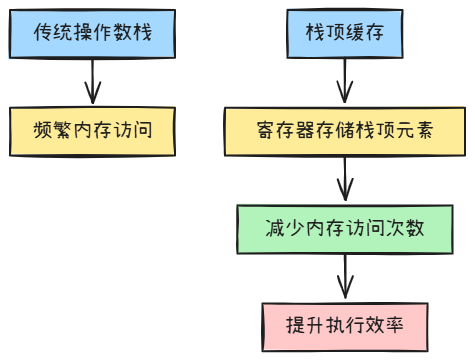 传统操作数栈
频繁内存访问
栈顶缓存
寄存器存储栈顶元素
减少内存访问次数
提升执行效率